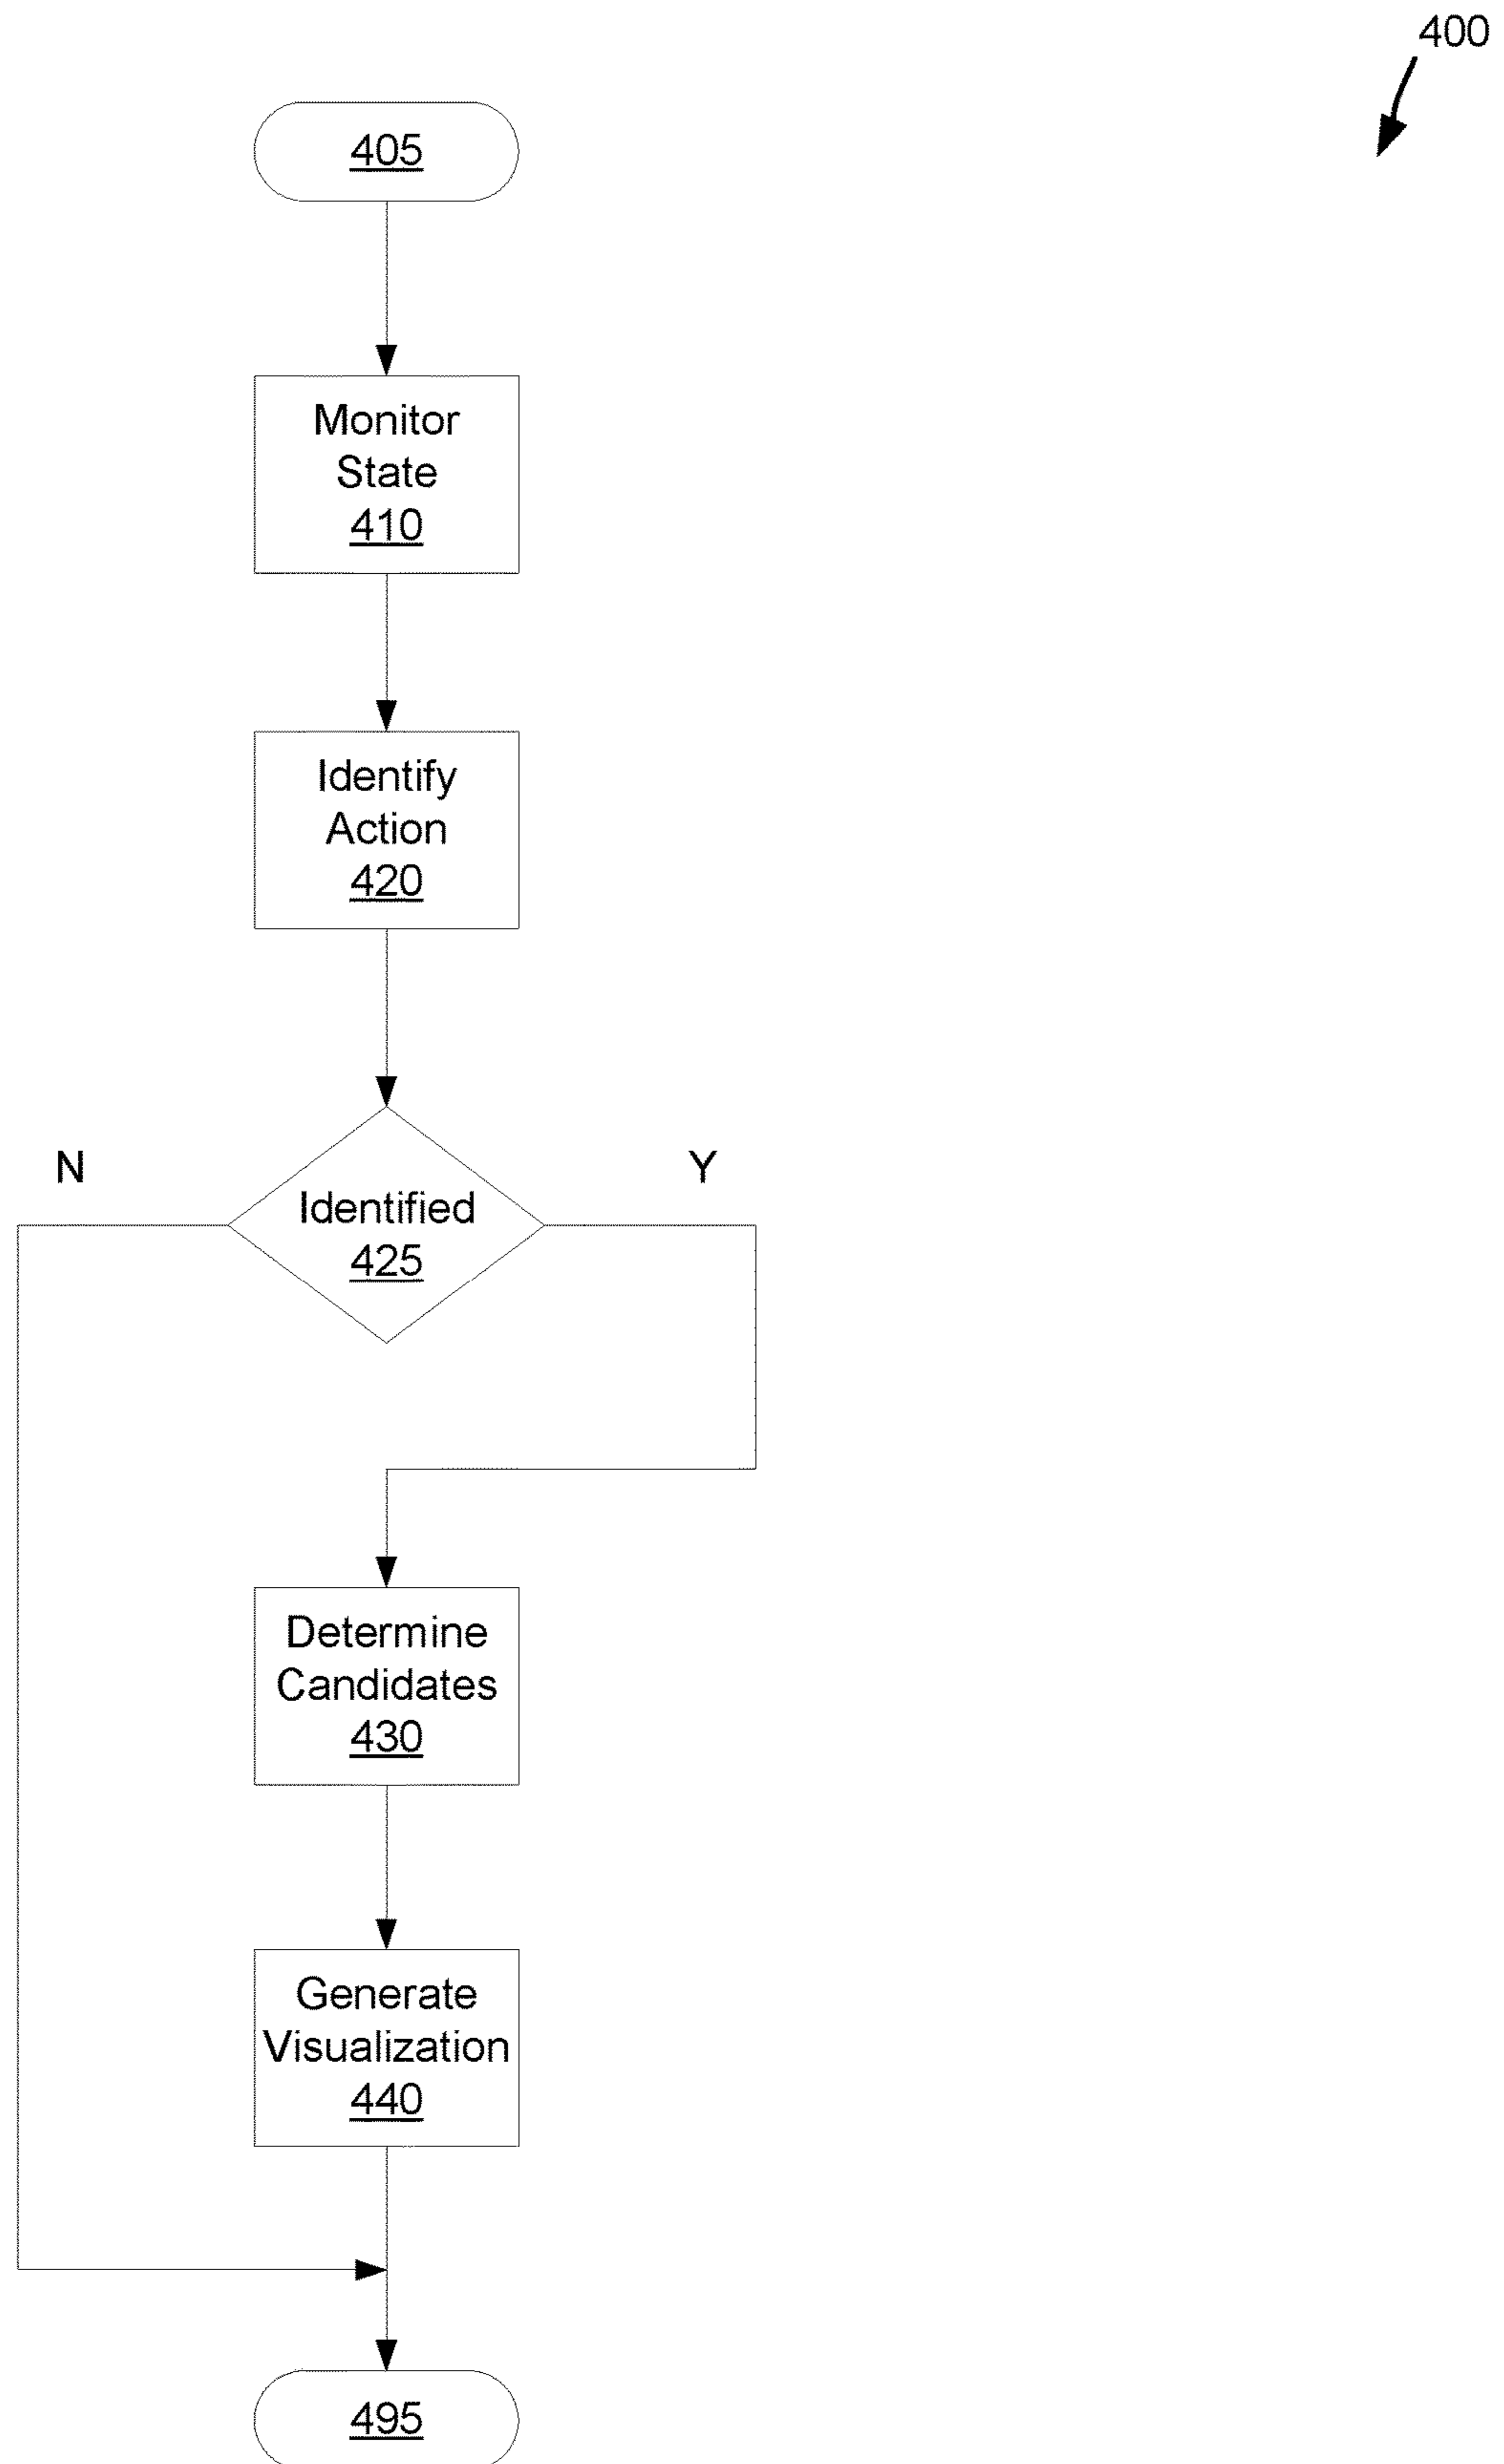 400
405
Monitor
State
410
Identify
Action
420
N
Y
Identified
425
Determine
Candidates
430
Generate
Visualization
440
495